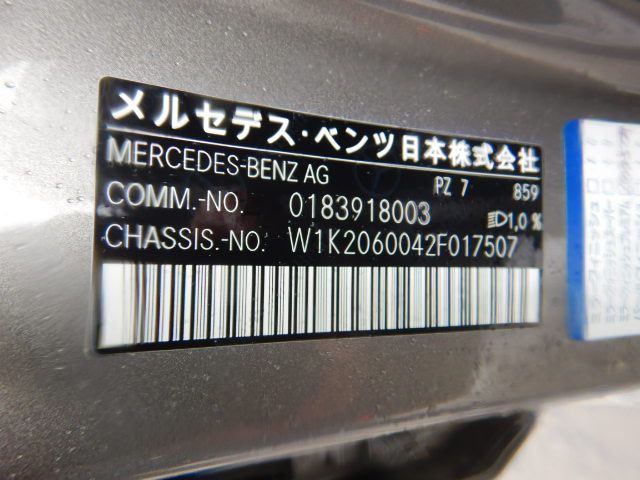 メルセデス・ベンツ日本株式会社
MERCEDES-BENZ AG
PZ 7 859
COMM.-NO. 0183918003 1,0 %
CHASSIS.-NO. W1K2060042F017507